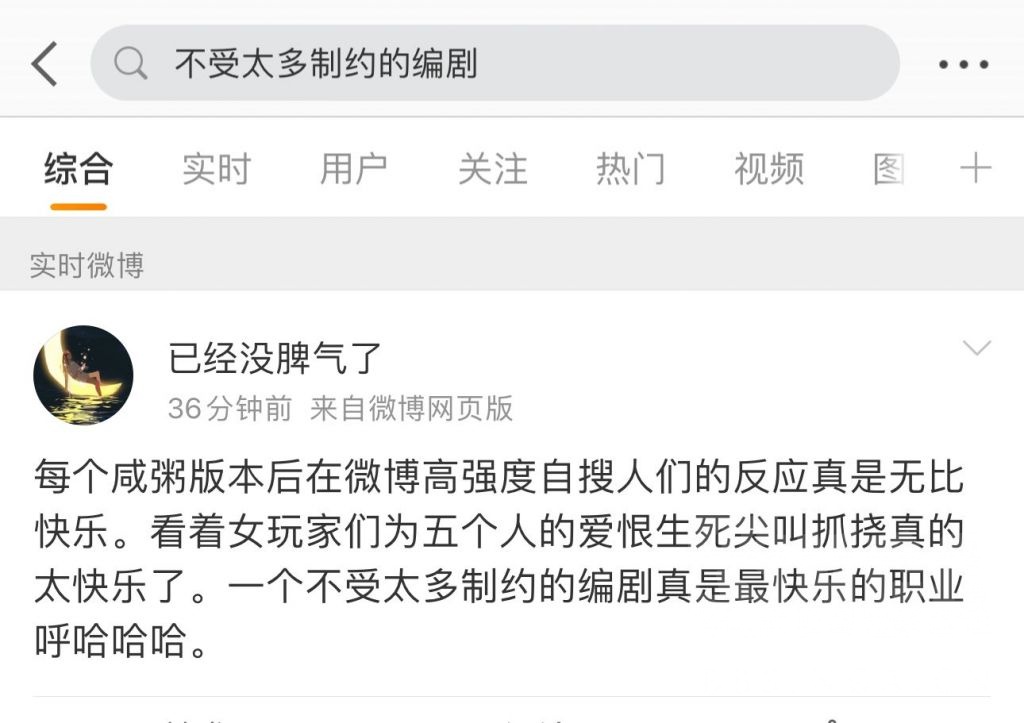 不受太多制约的编剧
综合 实时 用户 关注 热门 视频 图
实时微博
已经没脾气了
36分钟前 来自微博网页版
每个咸粥版本后在微博高强度自搜人们的反应真是无比
快乐。看着女玩家们为五个人的爱恨生死尖叫抓挠真的
太快乐了。一个不受太多制约的编剧真是最快乐的职业
呼哈哈哈。